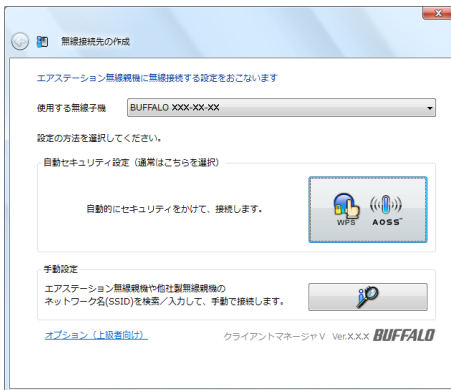 無線接続先の作成
エアステーション無線親機に無線接続する設定をおこないます
使用する無線子機 BUFFALO XXX-XX-XX
設定の方法を選択してください。
自動セキュリティ設定（通常はこちらを選択）
自動的にセキュリティをかけて、接続します。
WPS AOSS™
手動設定
エアステーション無線親機や他社製無線親機の
ネットワーク名(SSID)を検索／入力して、手動で接続します。
オプション（上級者向け）
クライアントマネージャV Ver.X.X.X BUFFALO